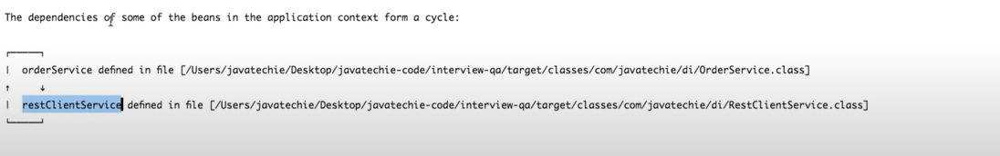 The dependencies of some of the beans in the application context form a cycle:
┌─────┐
|  orderService defined in file [/Users/javatechie/Desktop/javatechie-code/interview-qa/target/classes/com/javatechie/di/OrderService.class]
↑     ↓
|  restClientService defined in file [/Users/javatechie/Desktop/javatechie-code/interview-qa/target/classes/com/javatechie/di/RestClientService.class]
└─────┘